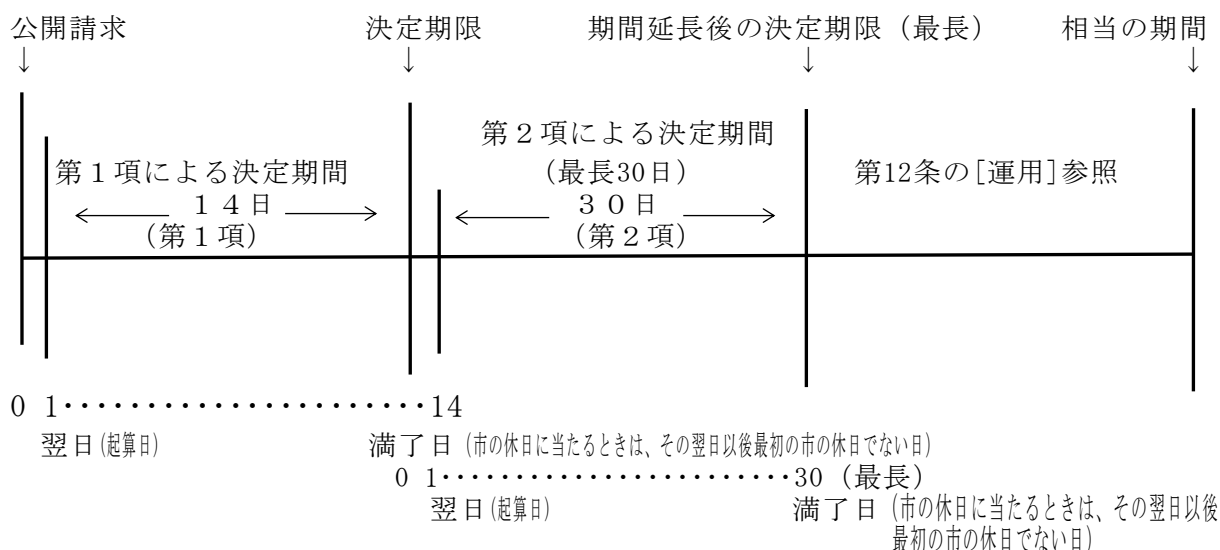 公開請求　決定期限　期間延長後の決定期限（最長）　相当の期間
↓　↓　↓　↓
第２項による決定期間
第１項による決定期間　(最長30日)　第12条の[運用]参照
１４日　３０日
（第１項）　（第２項）
0 1・・・・・・・・・・・・・・・・・・・・・・14
翌日(起算日)　満了日(市の休日に当たるときは、その翌日以後最初の市の休日でない日)
0 1・・・・・・・・・・・・・・・・・・・・・・・30（最長）
翌日(起算日)　満了日(市の休日に当たるときは、その翌日以後
最初の市の休日でない日)